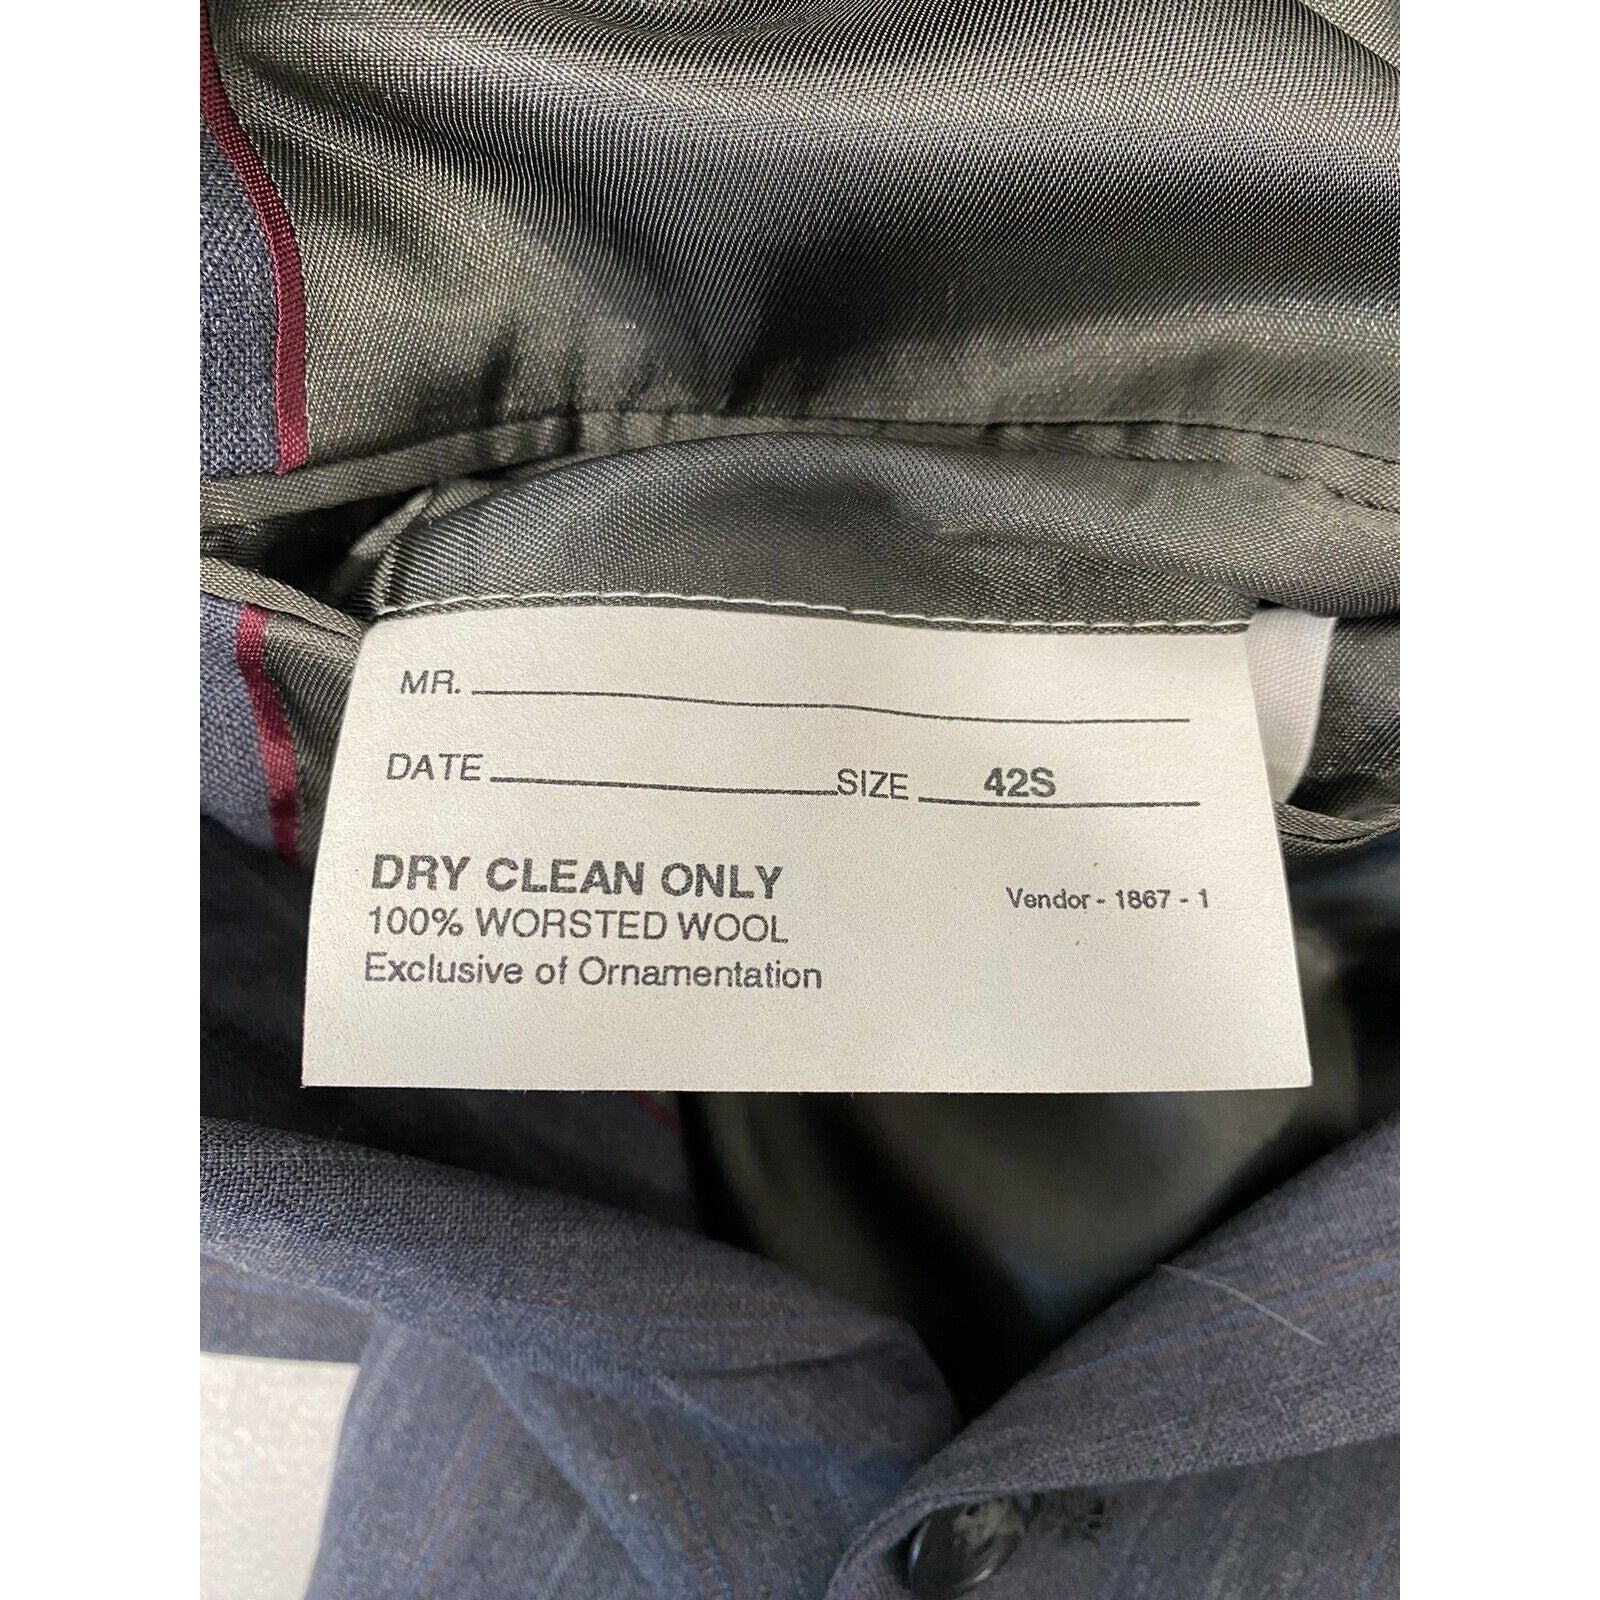 MR.
DATE SIZE 42S
DRY CLEAN ONLY
100% WORSTED WOOL
Exclusive of Ornamentation
Vendor - 1867 - 1